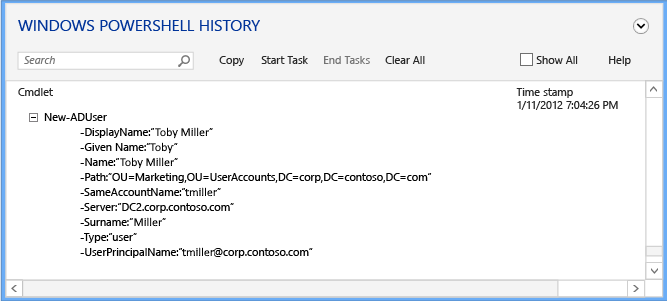 WINDOWS POWERSHELL HISTORY
Search Copy Start Task End Tasks Clear All Show All Help
Cmdlet Time stamp
1/11/2012 7:04:26 PM
New-ADUser
-DisplayName:"Toby Miller"
-Given Name:"Toby"
-Name:"Toby Miller"
-Path:"OU=Marketing,OU=UserAccounts,DC=corp,DC=contoso,DC=com"
-SameAccountName:"tmiller"
-Server:"DC2.corp.contoso.com"
-Surname:"Miller"
-Type:"user"
-UserPrincipalName:"tmiller@corp.contoso.com"